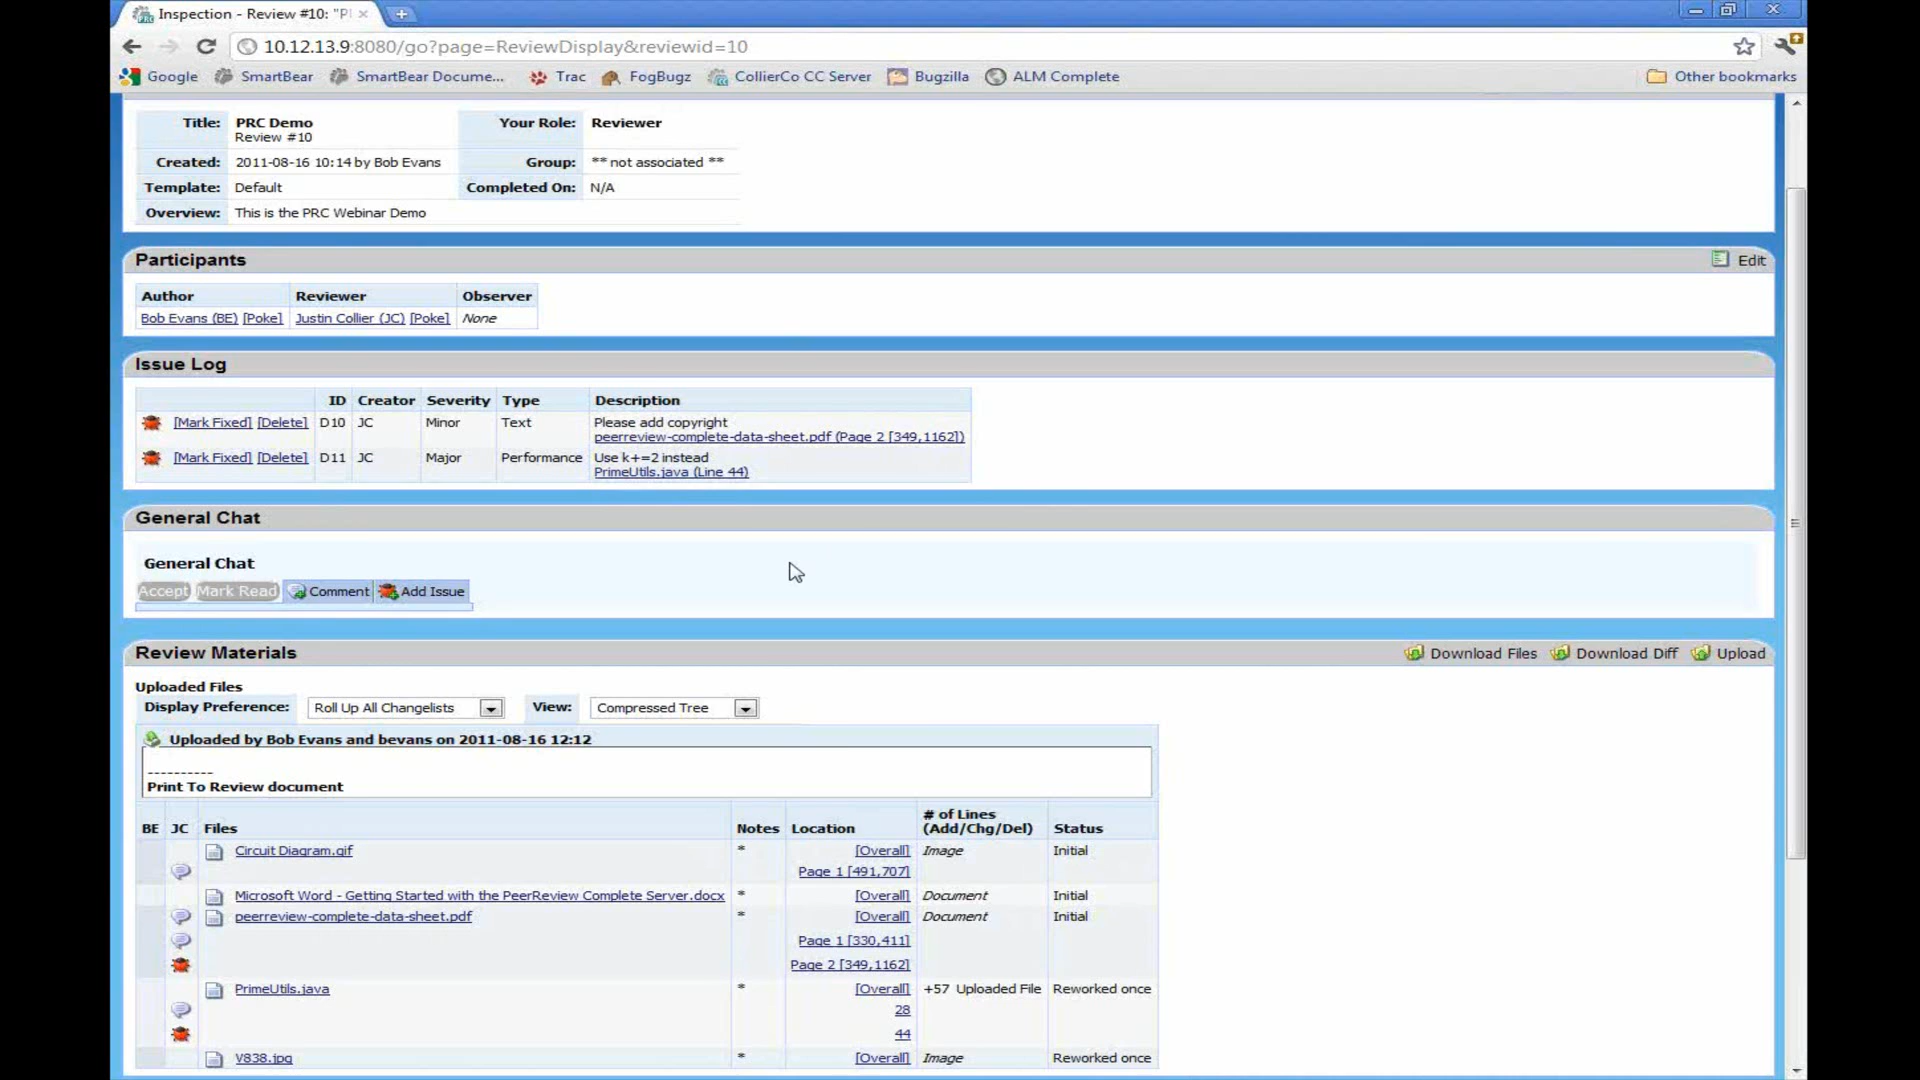 Inspection - Review #10: "P
10.12.13.9:8080/go?page=ReviewDisplay&reviewid=10
Google SmartBear SmartBear Docume... Trac FogBugz CollierCo CC Server Bugzilla ALM Complete Other bookmarks
Title: PRC Demo Your Role: Reviewer
Review #10
Created: 2011-08-16 10:14 by Bob Evans Group: ** not associated **
Template: Default Completed On: N/A
Overview: This is the PRC Webinar Demo
Participants Edit
Author Reviewer Observer
Bob Evans (BE) [Poke] Justin Collier (JC) [Poke] None
Issue Log
ID Creator Severity Type Description
[Mark Fixed] [Delete] D10 JC Minor Text Please add copyright
peerreview-complete-data-sheet.pdf (Page 2 [349,1162])
[Mark Fixed] [Delete] D11 JC Major Performance Use k+=2 instead
PrimeUtils.java (Line 44)
General Chat
General Chat
Accept Mark Read Comment Add Issue
Review Materials Download Files Download Diff Upload
Uploaded Files
Display Preference: Roll Up All Changelists View: Compressed Tree
Uploaded by Bob Evans and bevans on 2011-08-16 12:12
----------
Print To Review document
# of Lines
BE JC Files Notes Location (Add/Chg/Del) Status
Circuit Diagram.gif * [Overall] Image Initial
Page 1 [491,707]
Microsoft Word - Getting Started with the PeerReview Complete Server.docx * [Overall] Document Initial
peerreview-complete-data-sheet.pdf * [Overall] Document Initial
Page 1 [330,411]
Page 2 [349,1162]
PrimeUtils.java * [Overall] +57 Uploaded File Reworked once
28
44
V838.jpg * [Overall] Image Reworked once